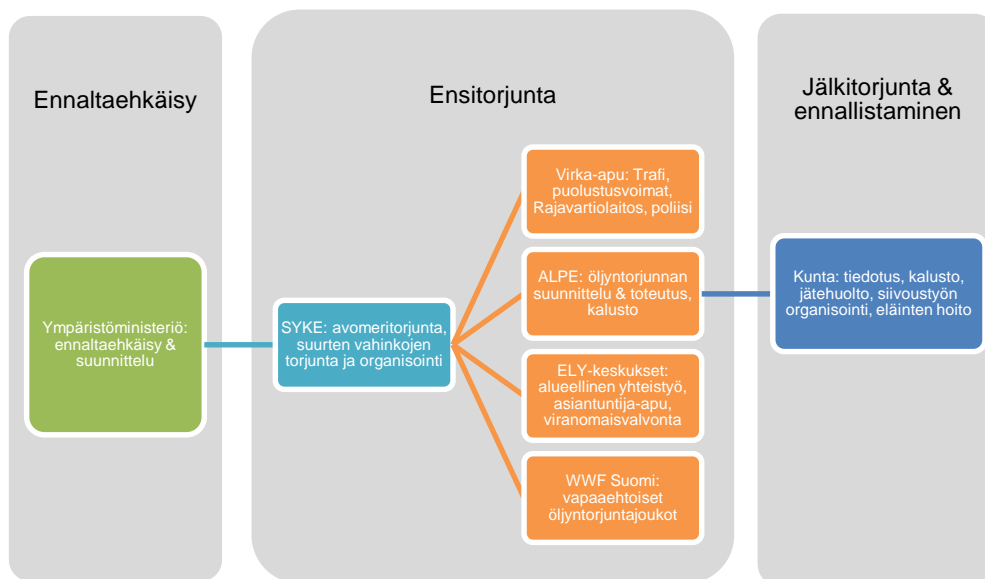 Ennaltaehkäisy
Ympäristöministeriö:
ennaltaehkäisy &
suunnittelu
Ensitorjunta
SYKE: avomeritorjunta,
suurten vahinkojen
torjunta ja organisointi
Virka-apu: Trafi,
puolustusvoimat,
Rajavartiolaitos, poliisi
ALPE: öljyntorjunnan
suunnittelu & toteutus,
kalusto
ELY-keskukset:
alueellinen yhteistyö,
asiantuntija-apu,
viranomaisvalvonta
WWF Suomi:
vapaaehtoiset
öljyntorjuntajoukot
Jälkitorjunta &
ennallistaminen
Kunta: tiedotus, kalusto,
jätehuolto, siivoustyön
organisointi, eläinten hoito